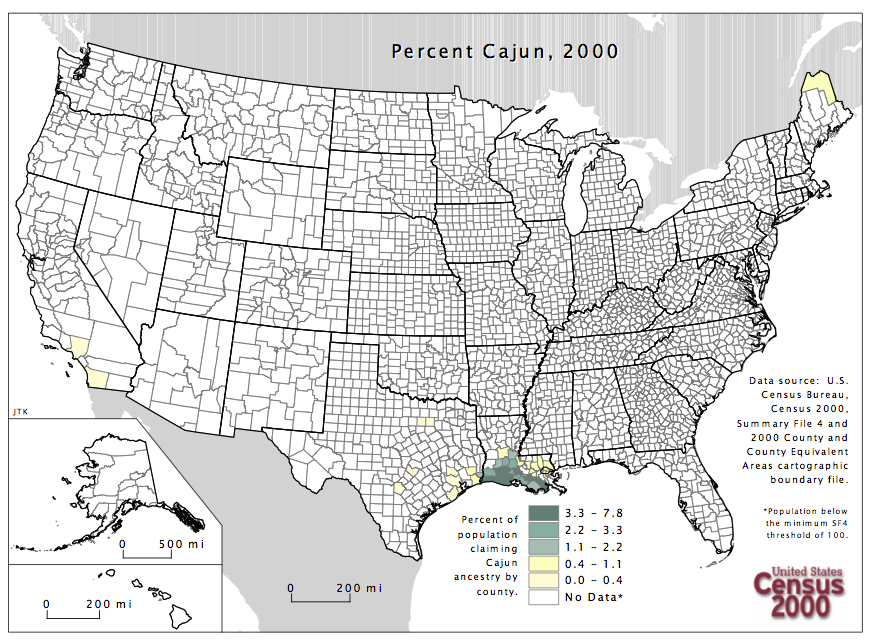 Percent Cajun, 2000
Data source: U.S.
Census Bureau,
Census 2000,
Summary File 4 and
2000 County and
County Equivalent
Areas cartographic
boundary file.
*Population below
the minimum SF4
threshold of 100.
JTK
0 500 mi
0 200 mi
0 200 mi
Percent of
population
claiming
Cajun
ancestry by
county.
3.3 - 7.8
2.2 - 3.3
1.1 - 2.2
0.4 - 1.1
0.0 - 0.4
No Data*
United States
Census
2000